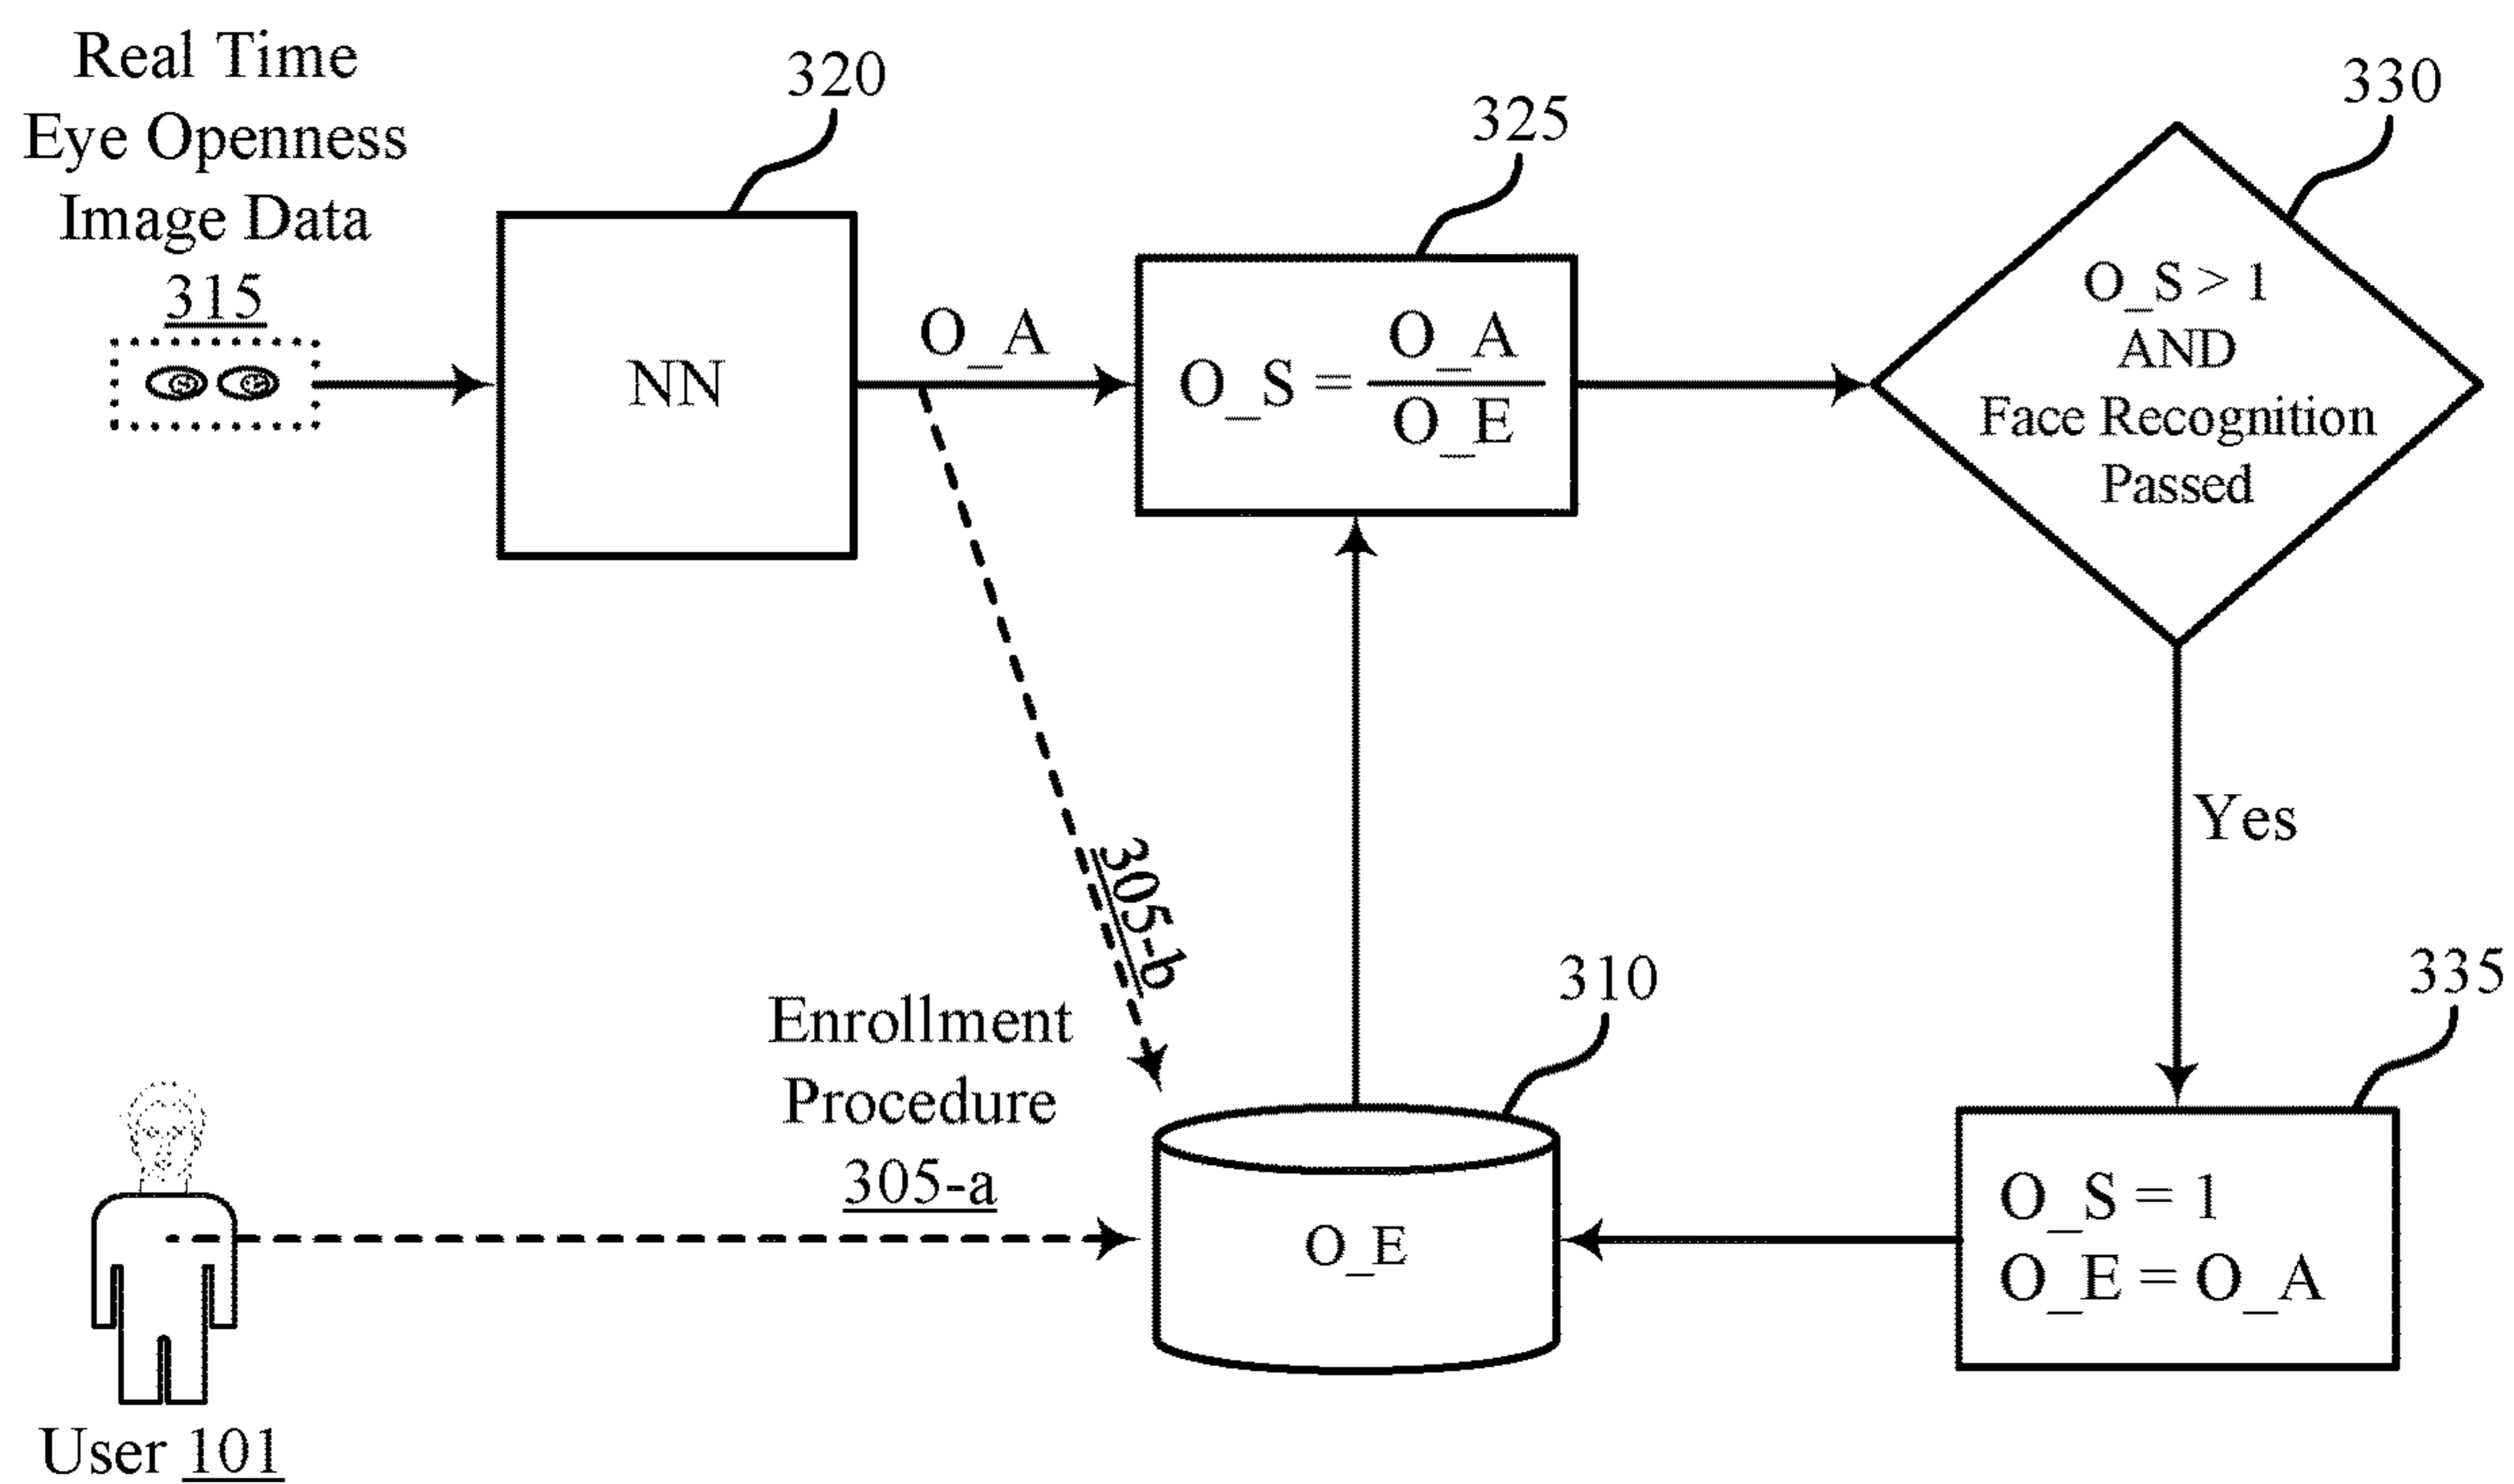 Real Time
Eye Openness
Image Data
315
320
NN
O_A
325
O_S = O_A
O_E
330
O_S > 1
AND
Face Recognition
Passed
Yes
305-b
Enrollment
Procedure
305-a
310
O_E
335
O_S = 1
O_E = O_A
User 101